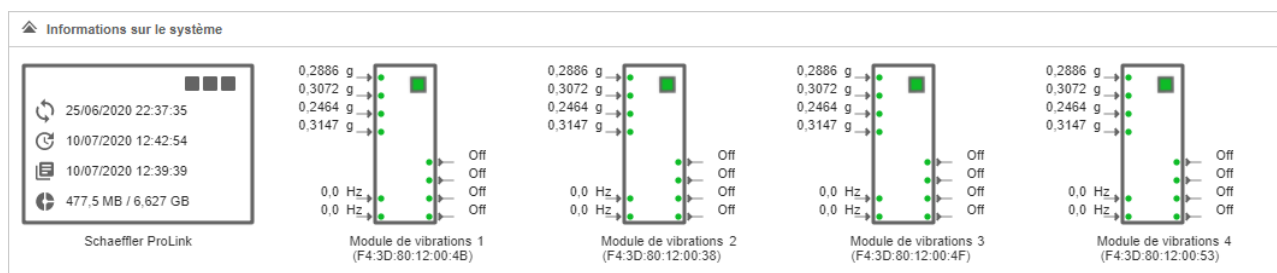 Informations sur le système
25/06/2020 22:37:35
10/07/2020 12:42:54
10/07/2020 12:39:39
477,5 MB / 6,627 GB
Schaeffler ProLink
0,2886 g
0,3072 g
0,2464 g
0,3147 g
Off
Off
Off
Off
0,0 Hz
0,0 Hz
Module de vibrations 1
(F4:3D:80:12:00:4B)
0,2886 g
0,3072 g
0,2464 g
0,3147 g
Off
Off
Off
Off
0,0 Hz
0,0 Hz
Module de vibrations 2
(F4:3D:80:12:00:38)
0,2886 g
0,3072 g
0,2464 g
0,3147 g
Off
Off
Off
Off
0,0 Hz
0,0 Hz
Module de vibrations 3
(F4:3D:80:12:00:4F)
0,2886 g
0,3072 g
0,2464 g
0,3147 g
Off
Off
Off
Off
0,0 Hz
0,0 Hz
Module de vibrations 4
(F4:3D:80:12:00:53)